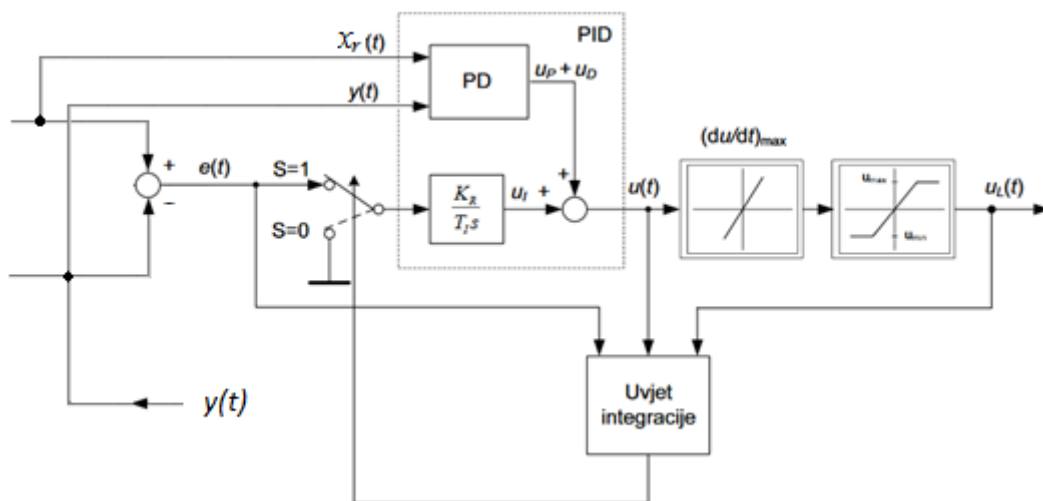 PID
x_r(t)
u_P + u_D
PD
y(t)
(du/dt)_max
+
e(t)
S=1
−
K_R
T_I s
u_I
+
+
u(t)
u_max
u_min
u_L(t)
S=0
Uvjet
integracije
y(t)